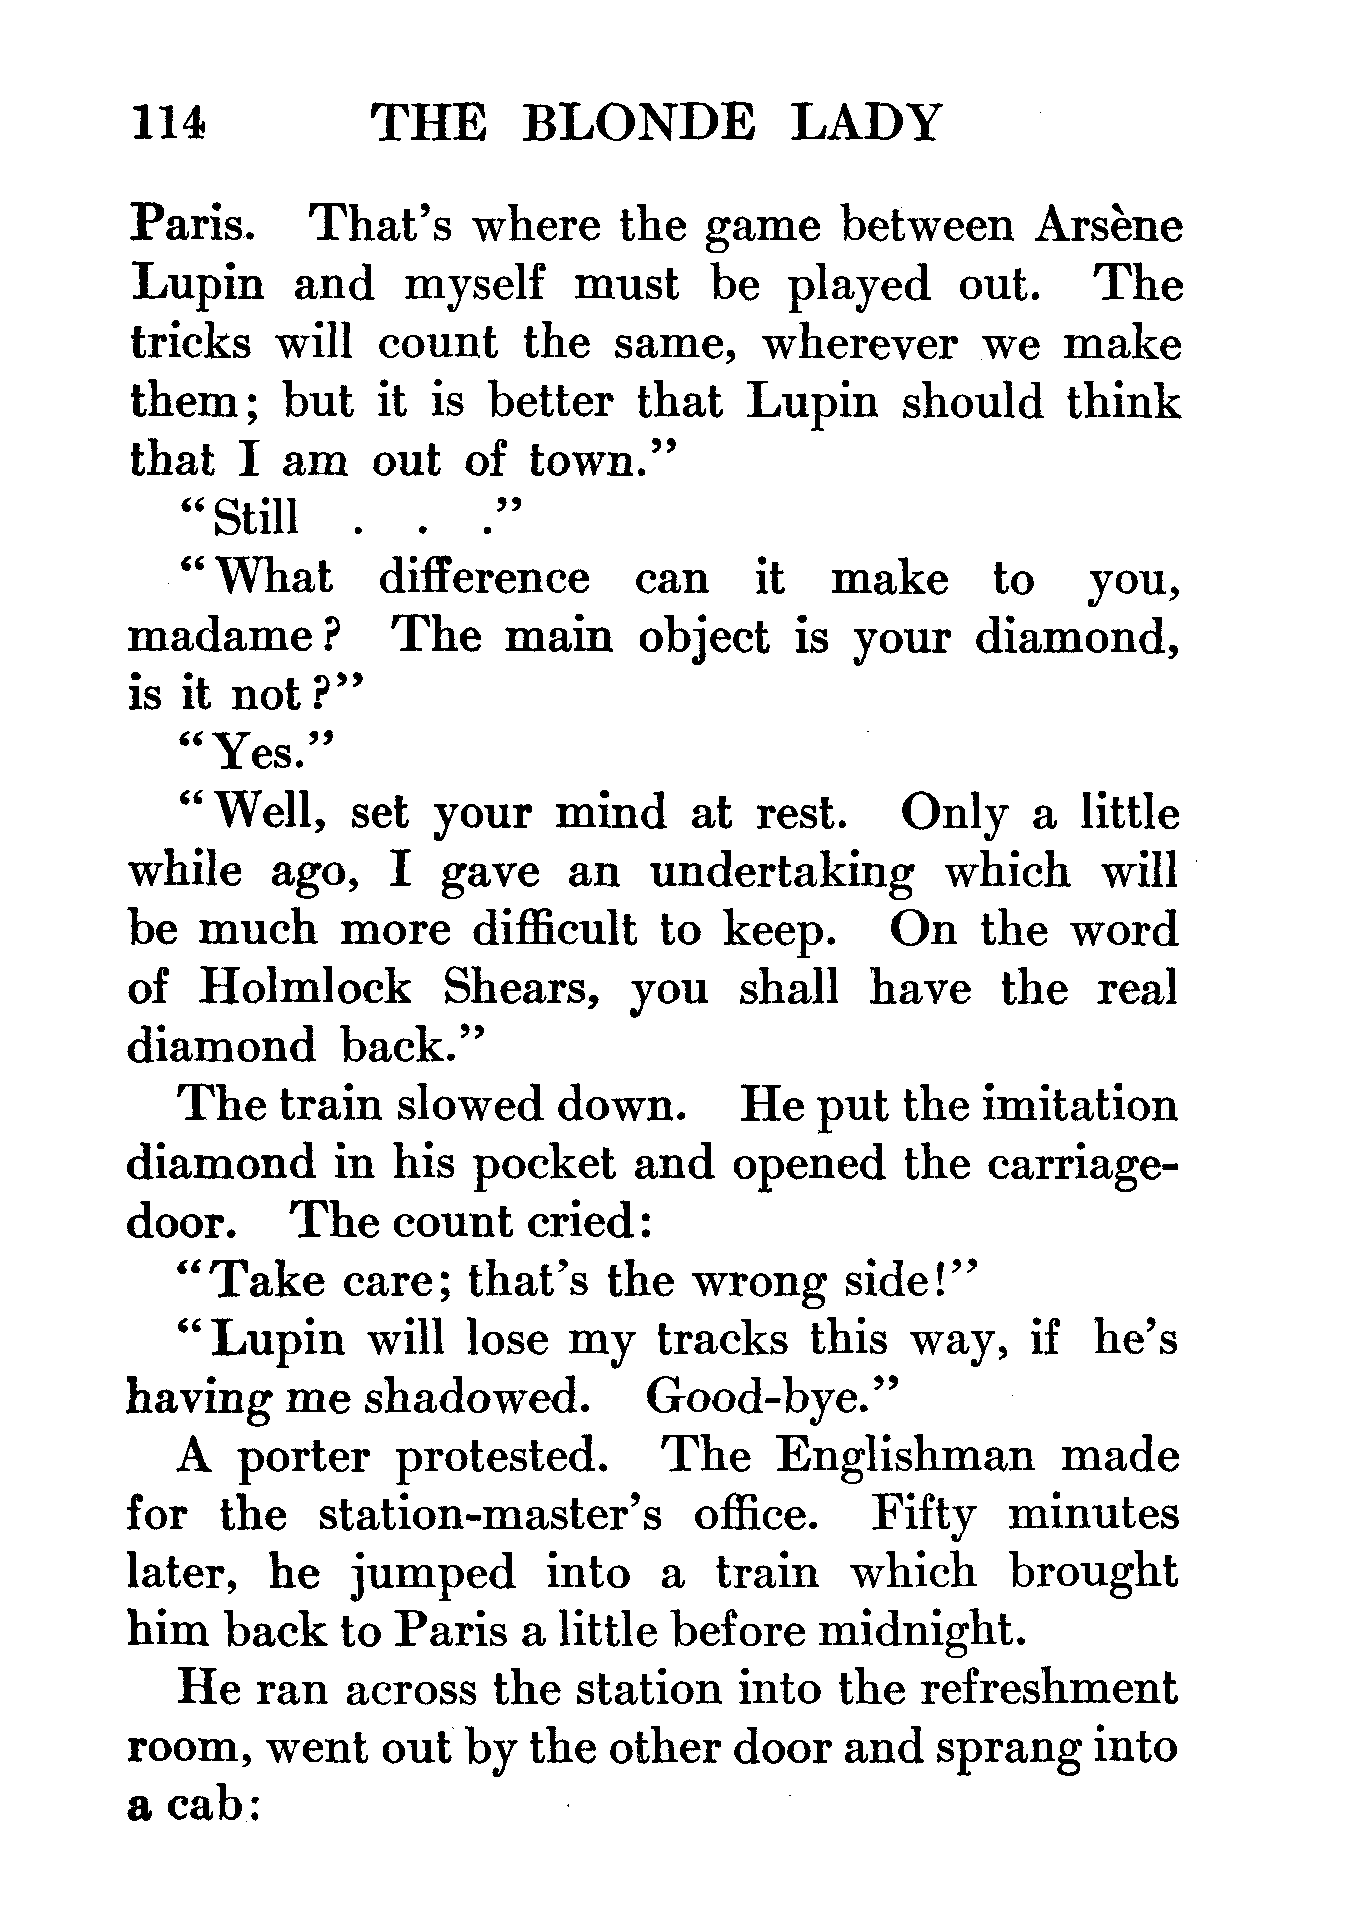 114 THE BLONDE LADY
Paris. That's where the game between Arsène
Lupin and myself must be played out. The
tricks will count the same, wherever we make
them; but it is better that Lupin should think
that I am out of town."
"Still . . ."
"What difference can it make to you,
madame? The main object is your diamond,
is it not?"
"Yes."
"Well, set your mind at rest. Only a little
while ago, I gave an undertaking which will
be much more difficult to keep. On the word
of Holmlock Shears, you shall have the real
diamond back."
The train slowed down. He put the imitation
diamond in his pocket and opened the carriage-
door. The count cried:
"Take care; that's the wrong side!"
"Lupin will lose my tracks this way, if he's
having me shadowed. Good-bye."
A porter protested. The Englishman made
for the station-master's office. Fifty minutes
later, he jumped into a train which brought
him back to Paris a little before midnight.
He ran across the station into the refreshment
room, went out by the other door and sprang into
a cab: